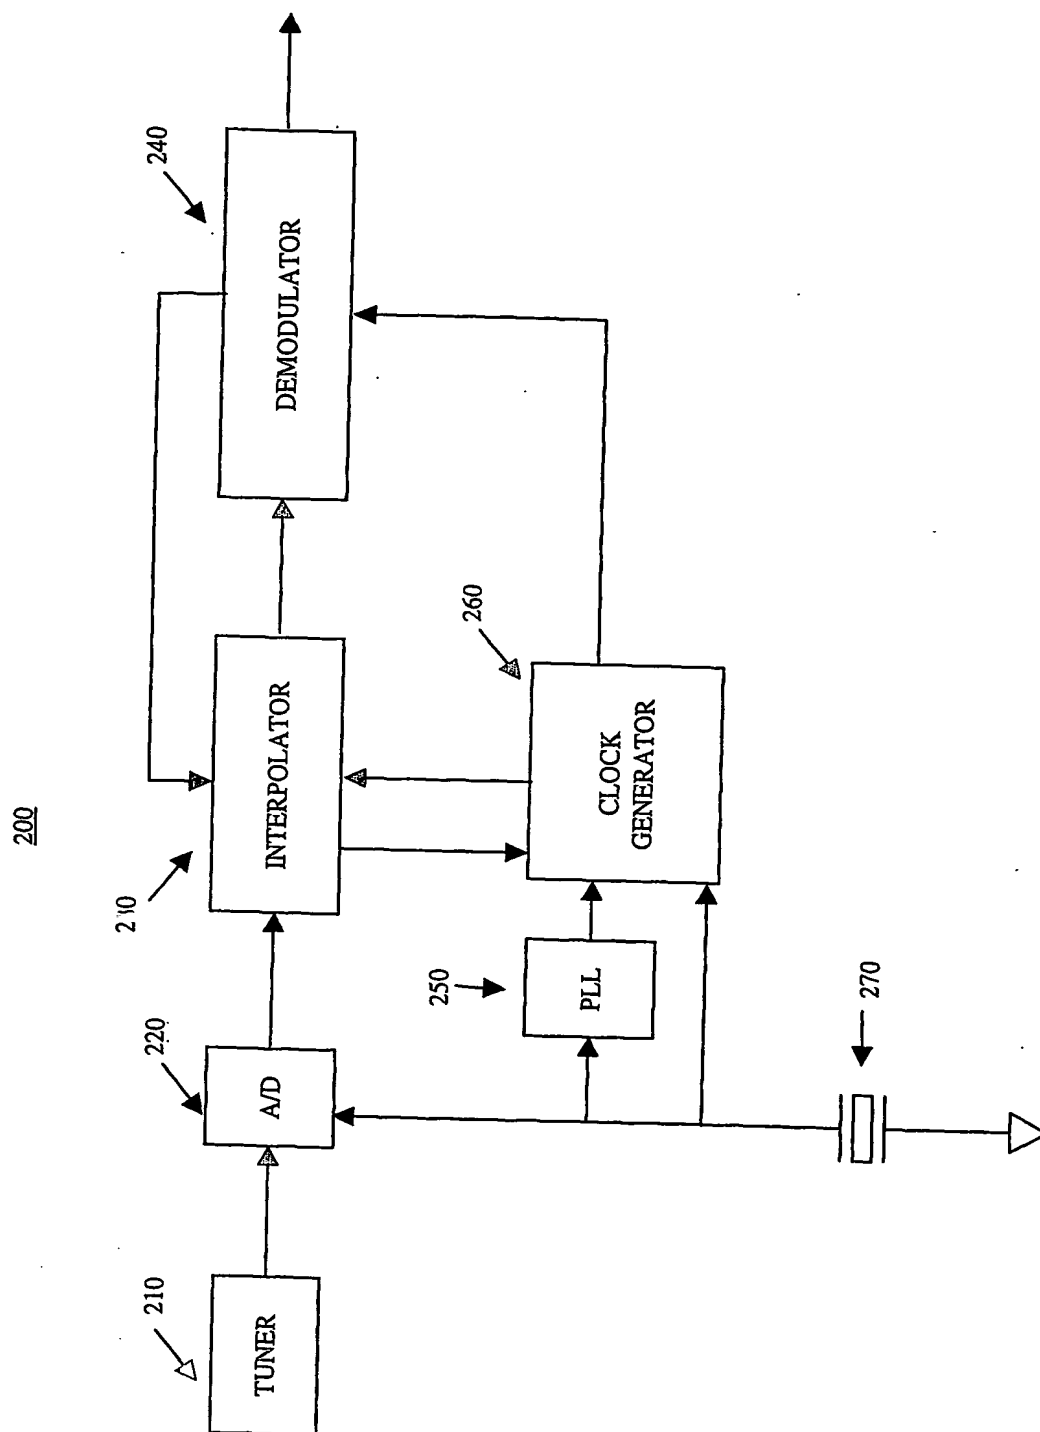 200
210
220
240
TUNER
A/D
INTERPOLATOR
DEMODULATOR
250
260
PLL
CLOCK
GENERATOR
270